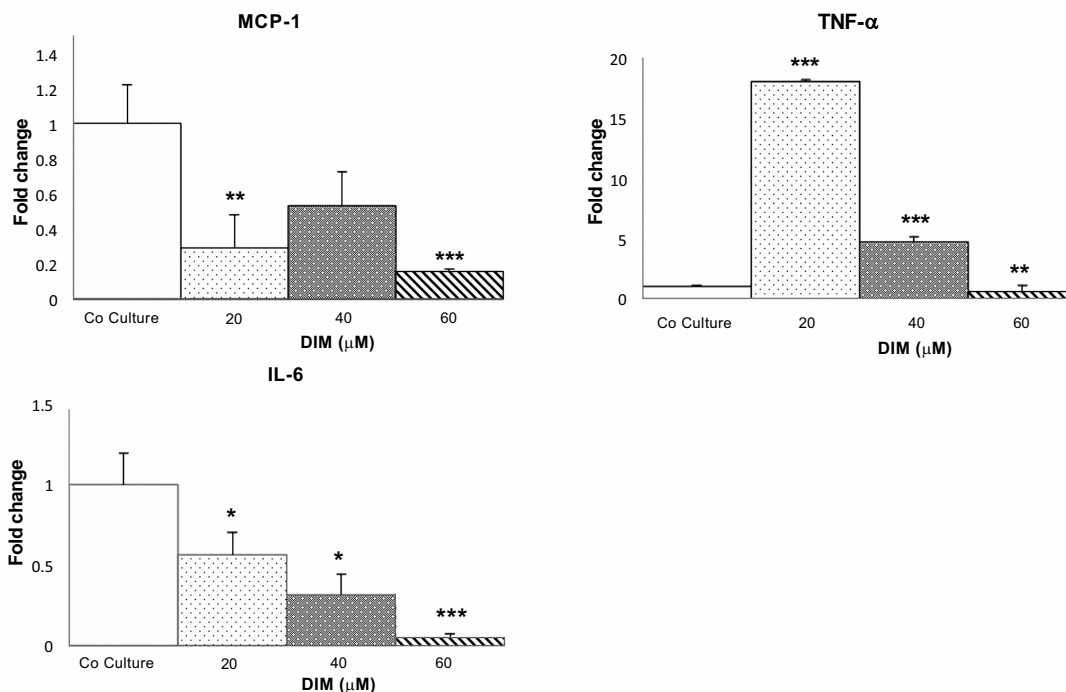 MCP-1
1.4
1.2
1
0.8
0.6
0.4
0.2
0
Fold change
**
***
Co Culture 20 40 60
DIM (μM)
TNF-α
20
15
10
5
0
Fold change
***
***
**
Co Culture 20 40 60
DIM (μM)
IL-6
1.5
1
0.5
0
Fold change
*
*
***
Co Culture 20 40 60
DIM (μM)